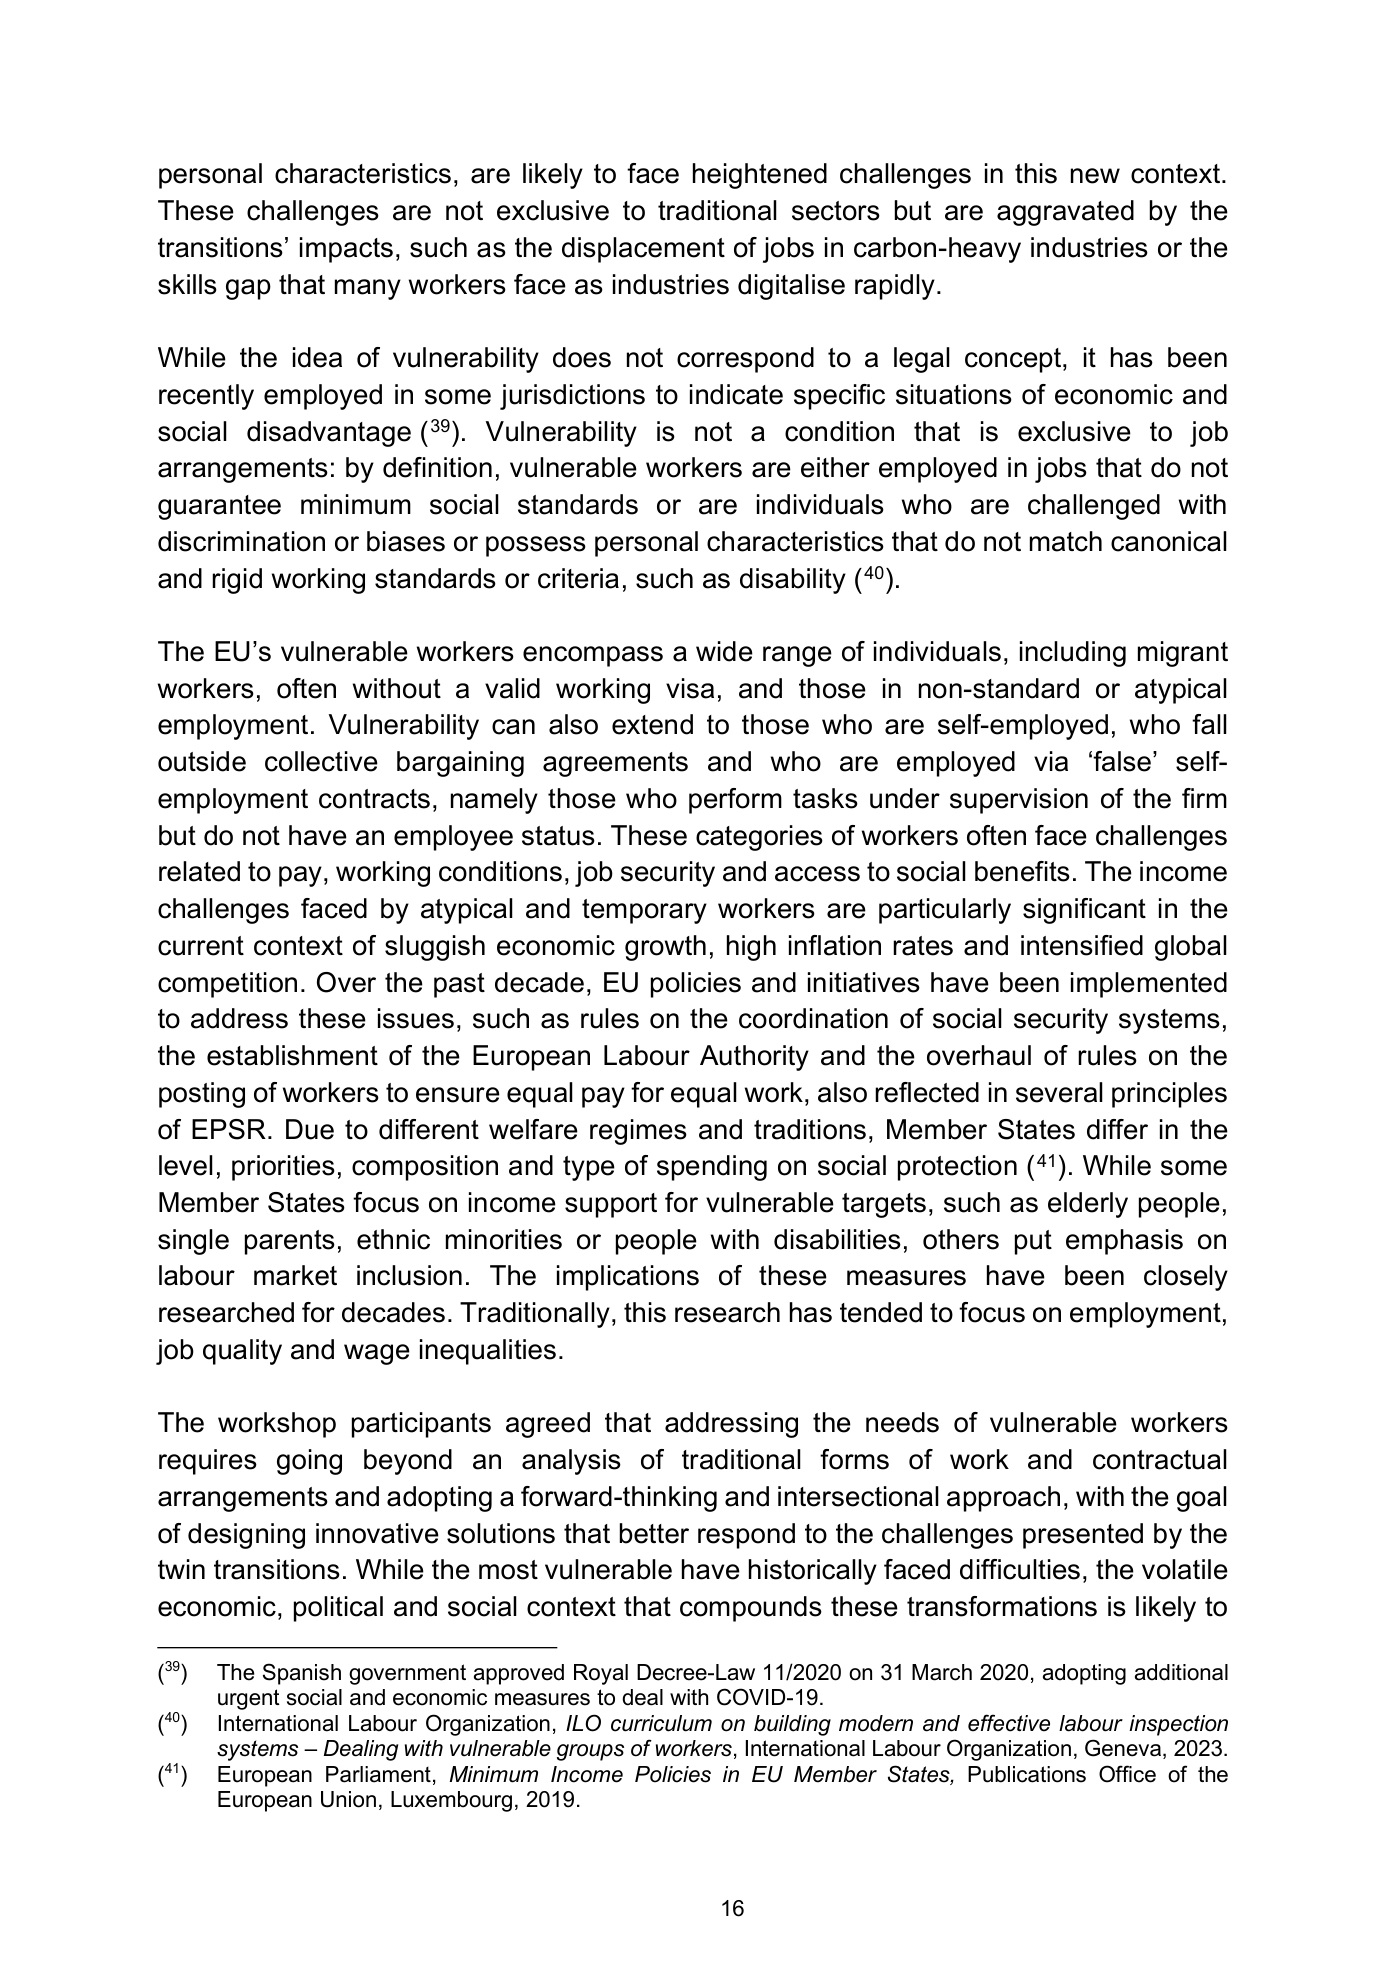 personal characteristics, are likely to face heightened challenges in this new context.
These challenges are not exclusive to traditional sectors but are aggravated by the
transitions’ impacts, such as the displacement of jobs in carbon-heavy industries or the
skills gap that many workers face as industries digitalise rapidly.
While the idea of vulnerability does not correspond to a legal concept, it has been
recently employed in some jurisdictions to indicate specific situations of economic and
social disadvantage (39). Vulnerability is not a condition that is exclusive to job
arrangements: by definition, vulnerable workers are either employed in jobs that do not
guarantee minimum social standards or are individuals who are challenged with
discrimination or biases or possess personal characteristics that do not match canonical
and rigid working standards or criteria, such as disability (40).
The EU’s vulnerable workers encompass a wide range of individuals, including migrant
workers, often without a valid working visa, and those in non-standard or atypical
employment. Vulnerability can also extend to those who are self-employed, who fall
outside collective bargaining agreements and who are employed via ‘false’ self-
employment contracts, namely those who perform tasks under supervision of the firm
but do not have an employee status. These categories of workers often face challenges
related to pay, working conditions, job security and access to social benefits. The income
challenges faced by atypical and temporary workers are particularly significant in the
current context of sluggish economic growth, high inflation rates and intensified global
competition. Over the past decade, EU policies and initiatives have been implemented
to address these issues, such as rules on the coordination of social security systems,
the establishment of the European Labour Authority and the overhaul of rules on the
posting of workers to ensure equal pay for equal work, also reflected in several principles
of EPSR. Due to different welfare regimes and traditions, Member States differ in the
level, priorities, composition and type of spending on social protection (41). While some
Member States focus on income support for vulnerable targets, such as elderly people,
single parents, ethnic minorities or people with disabilities, others put emphasis on
labour market inclusion. The implications of these measures have been closely
researched for decades. Traditionally, this research has tended to focus on employment,
job quality and wage inequalities.
The workshop participants agreed that addressing the needs of vulnerable workers
requires going beyond an analysis of traditional forms of work and contractual
arrangements and adopting a forward-thinking and intersectional approach, with the goal
of designing innovative solutions that better respond to the challenges presented by the
twin transitions. While the most vulnerable have historically faced difficulties, the volatile
economic, political and social context that compounds these transformations is likely to
(39) The Spanish government approved Royal Decree-Law 11/2020 on 31 March 2020, adopting additional
urgent social and economic measures to deal with COVID-19.
(40) International Labour Organization, ILO curriculum on building modern and effective labour inspection
systems – Dealing with vulnerable groups of workers, International Labour Organization, Geneva, 2023.
(41) European Parliament, Minimum Income Policies in EU Member States, Publications Office of the
European Union, Luxembourg, 2019.
16